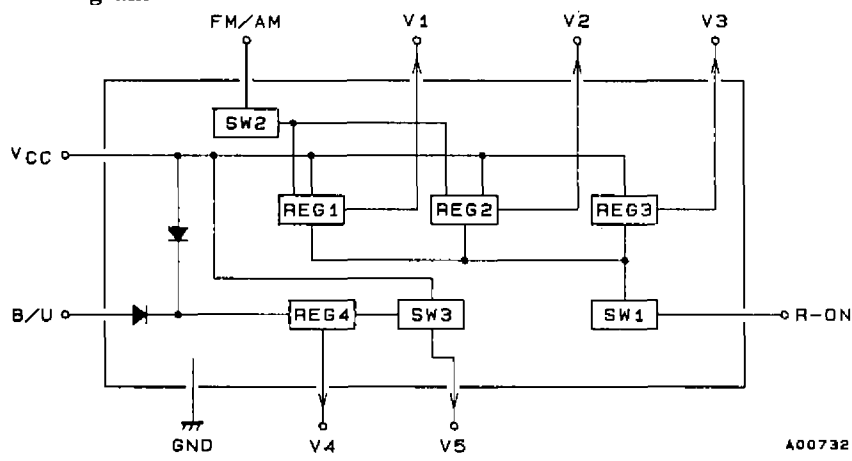 FM/AM V1 V2 V3
SW2
VCC
REG1 REG2 REG3
B/U REG4 SW3 SW1 R-ON
GND V4 V5 A00732